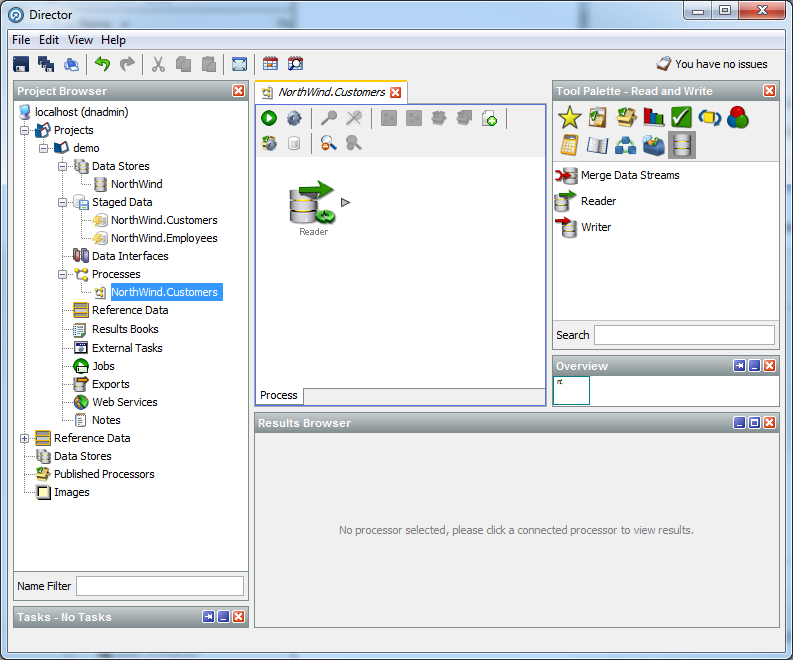 Director
File Edit View Help
You have no issues
Project Browser
localhost (dnadmin)
Projects
demo
Data Stores
NorthWind
Staged Data
NorthWind.Customers
NorthWind.Employees
Data Interfaces
Processes
NorthWind.Customers
Reference Data
Results Books
External Tasks
Jobs
Exports
Web Services
Notes
Reference Data
Data Stores
Published Processors
Images
Name Filter
Tasks - No Tasks
NorthWind.Customers
Reader
Process
Tool Palette - Read and Write
Merge Data Streams
Reader
Writer
Search
Overview
Results Browser
No processor selected, please click a connected processor to view results.